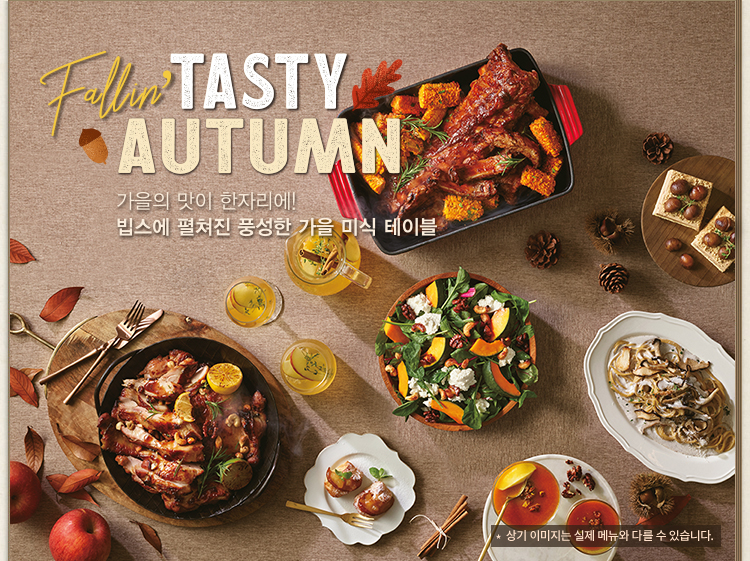 Fallin' TASTY
AUTUMN
가을의 맛이 한자리에!
빕스에 펼쳐진 풍성한 가을 미식 테이블
* 상기 이미지는 실제 메뉴와 다를 수 있습니다.